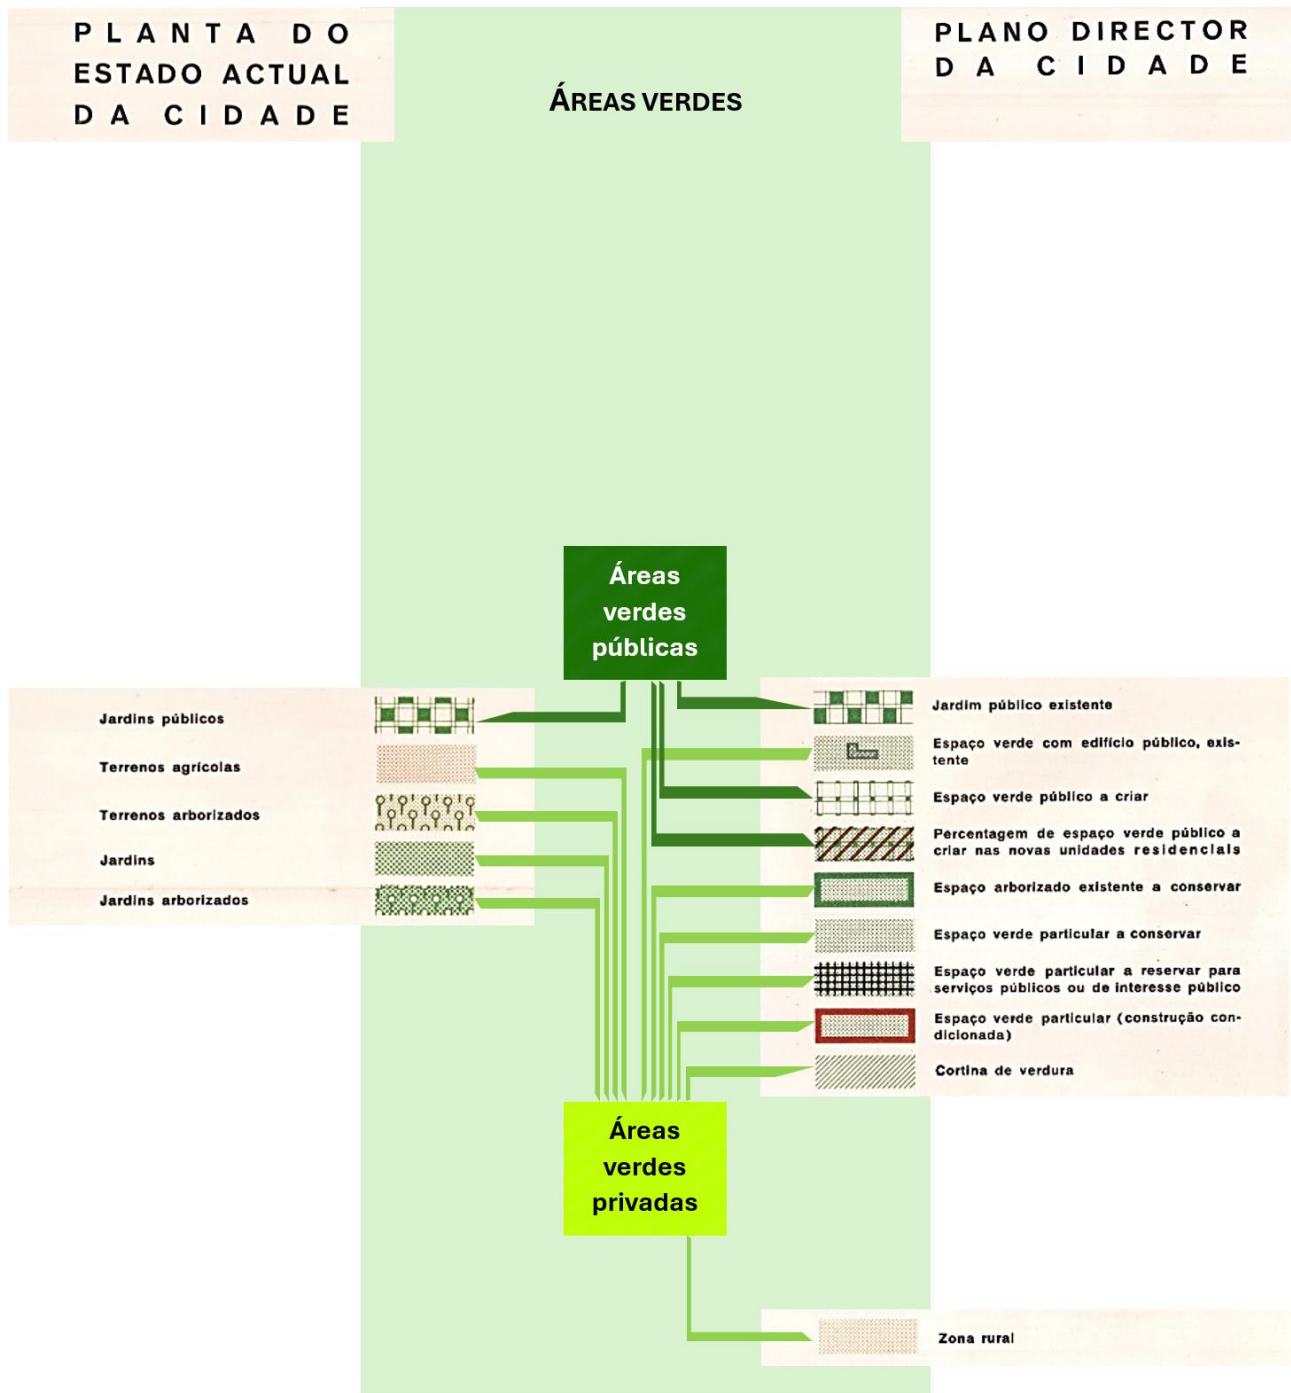 PLANTA DO
ESTADO ACTUAL
DA CIDADE
ÁREAS VERDES
PLANO DIRECTOR
DA CIDADE
Áreas
verdes
públicas
Jardins públicos
Terrenos agrícolas
Terrenos arborizados
Jardins
Jardins arborizados
Jardim público existente
Espaço verde com edifício público, exis-
tente
Espaço verde público a criar
Percentagem de espaço verde público a
criar nas novas unidades residenciais
Espaço arborizado existente a conservar
Espaço verde particular a conservar
Espaço verde particular a reservar para
serviços públicos ou de interesse público
Espaço verde particular (construção con-
dicionada)
Cortina de verdura
Áreas
verdes
privadas
Zona rural